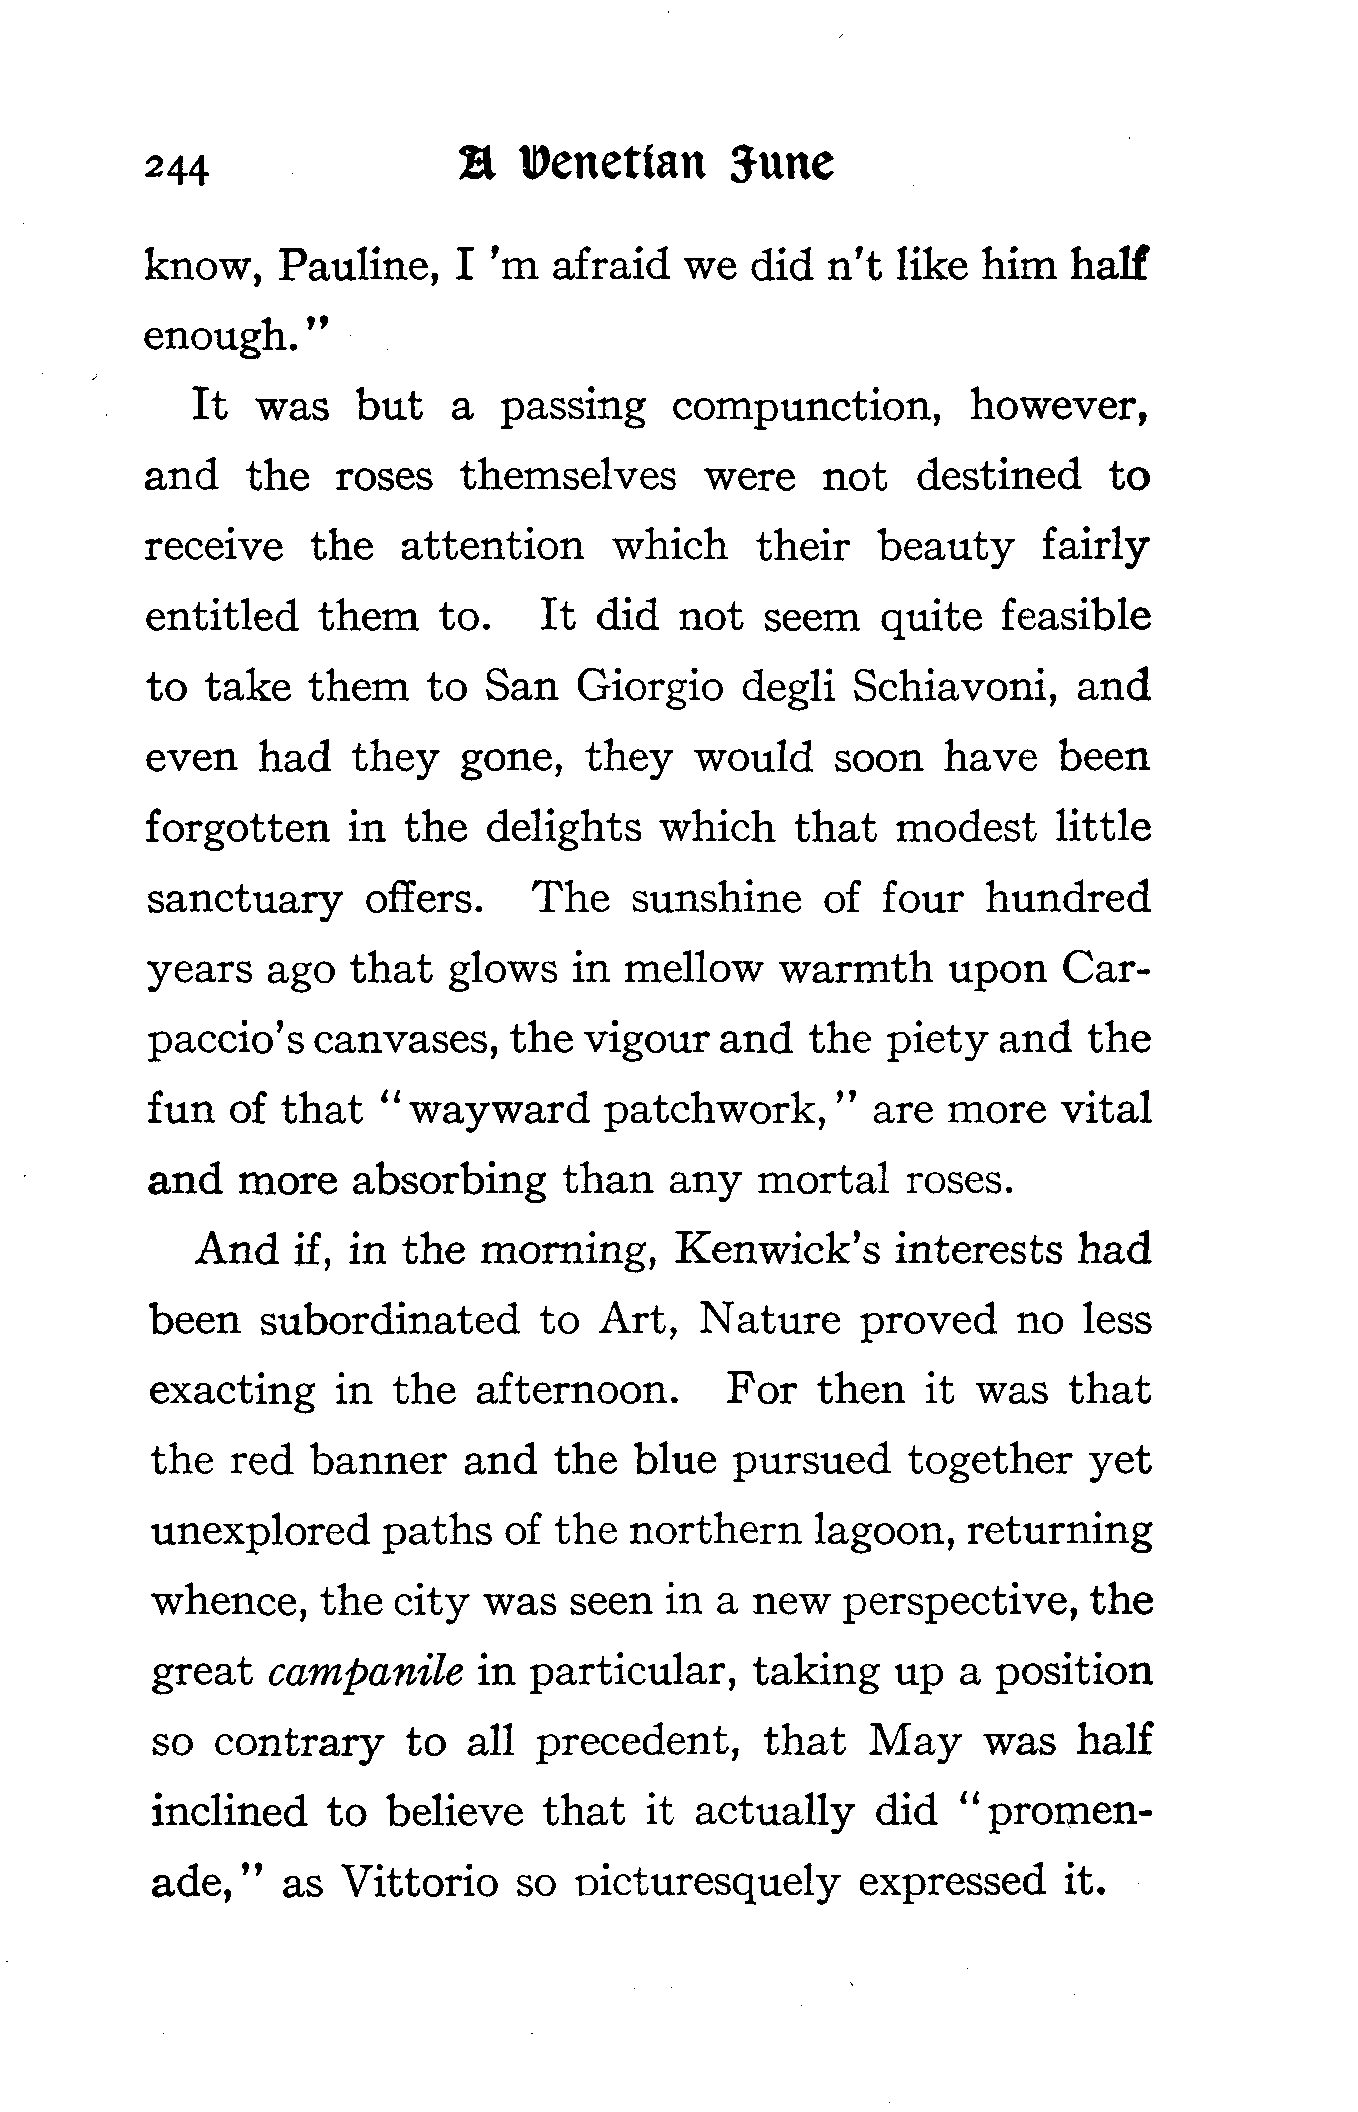 244 A Venetian June
know, Pauline, I 'm afraid we did n't like him half
enough."
It was but a passing compunction, however,
and the roses themselves were not destined to
receive the attention which their beauty fairly
entitled them to. It did not seem quite feasible
to take them to San Giorgio degli Schiavoni, and
even had they gone, they would soon have been
forgotten in the delights which that modest little
sanctuary offers. The sunshine of four hundred
years ago that glows in mellow warmth upon Car-
paccio's canvases, the vigour and the piety and the
fun of that "wayward patchwork," are more vital
and more absorbing than any mortal roses.
And if, in the morning, Kenwick's interests had
been subordinated to Art, Nature proved no less
exacting in the afternoon. For then it was that
the red banner and the blue pursued together yet
unexplored paths of the northern lagoon, returning
whence, the city was seen in a new perspective, the
great campanile in particular, taking up a position
so contrary to all precedent, that May was half
inclined to believe that it actually did "promen-
ade," as Vittorio so picturesquely expressed it.